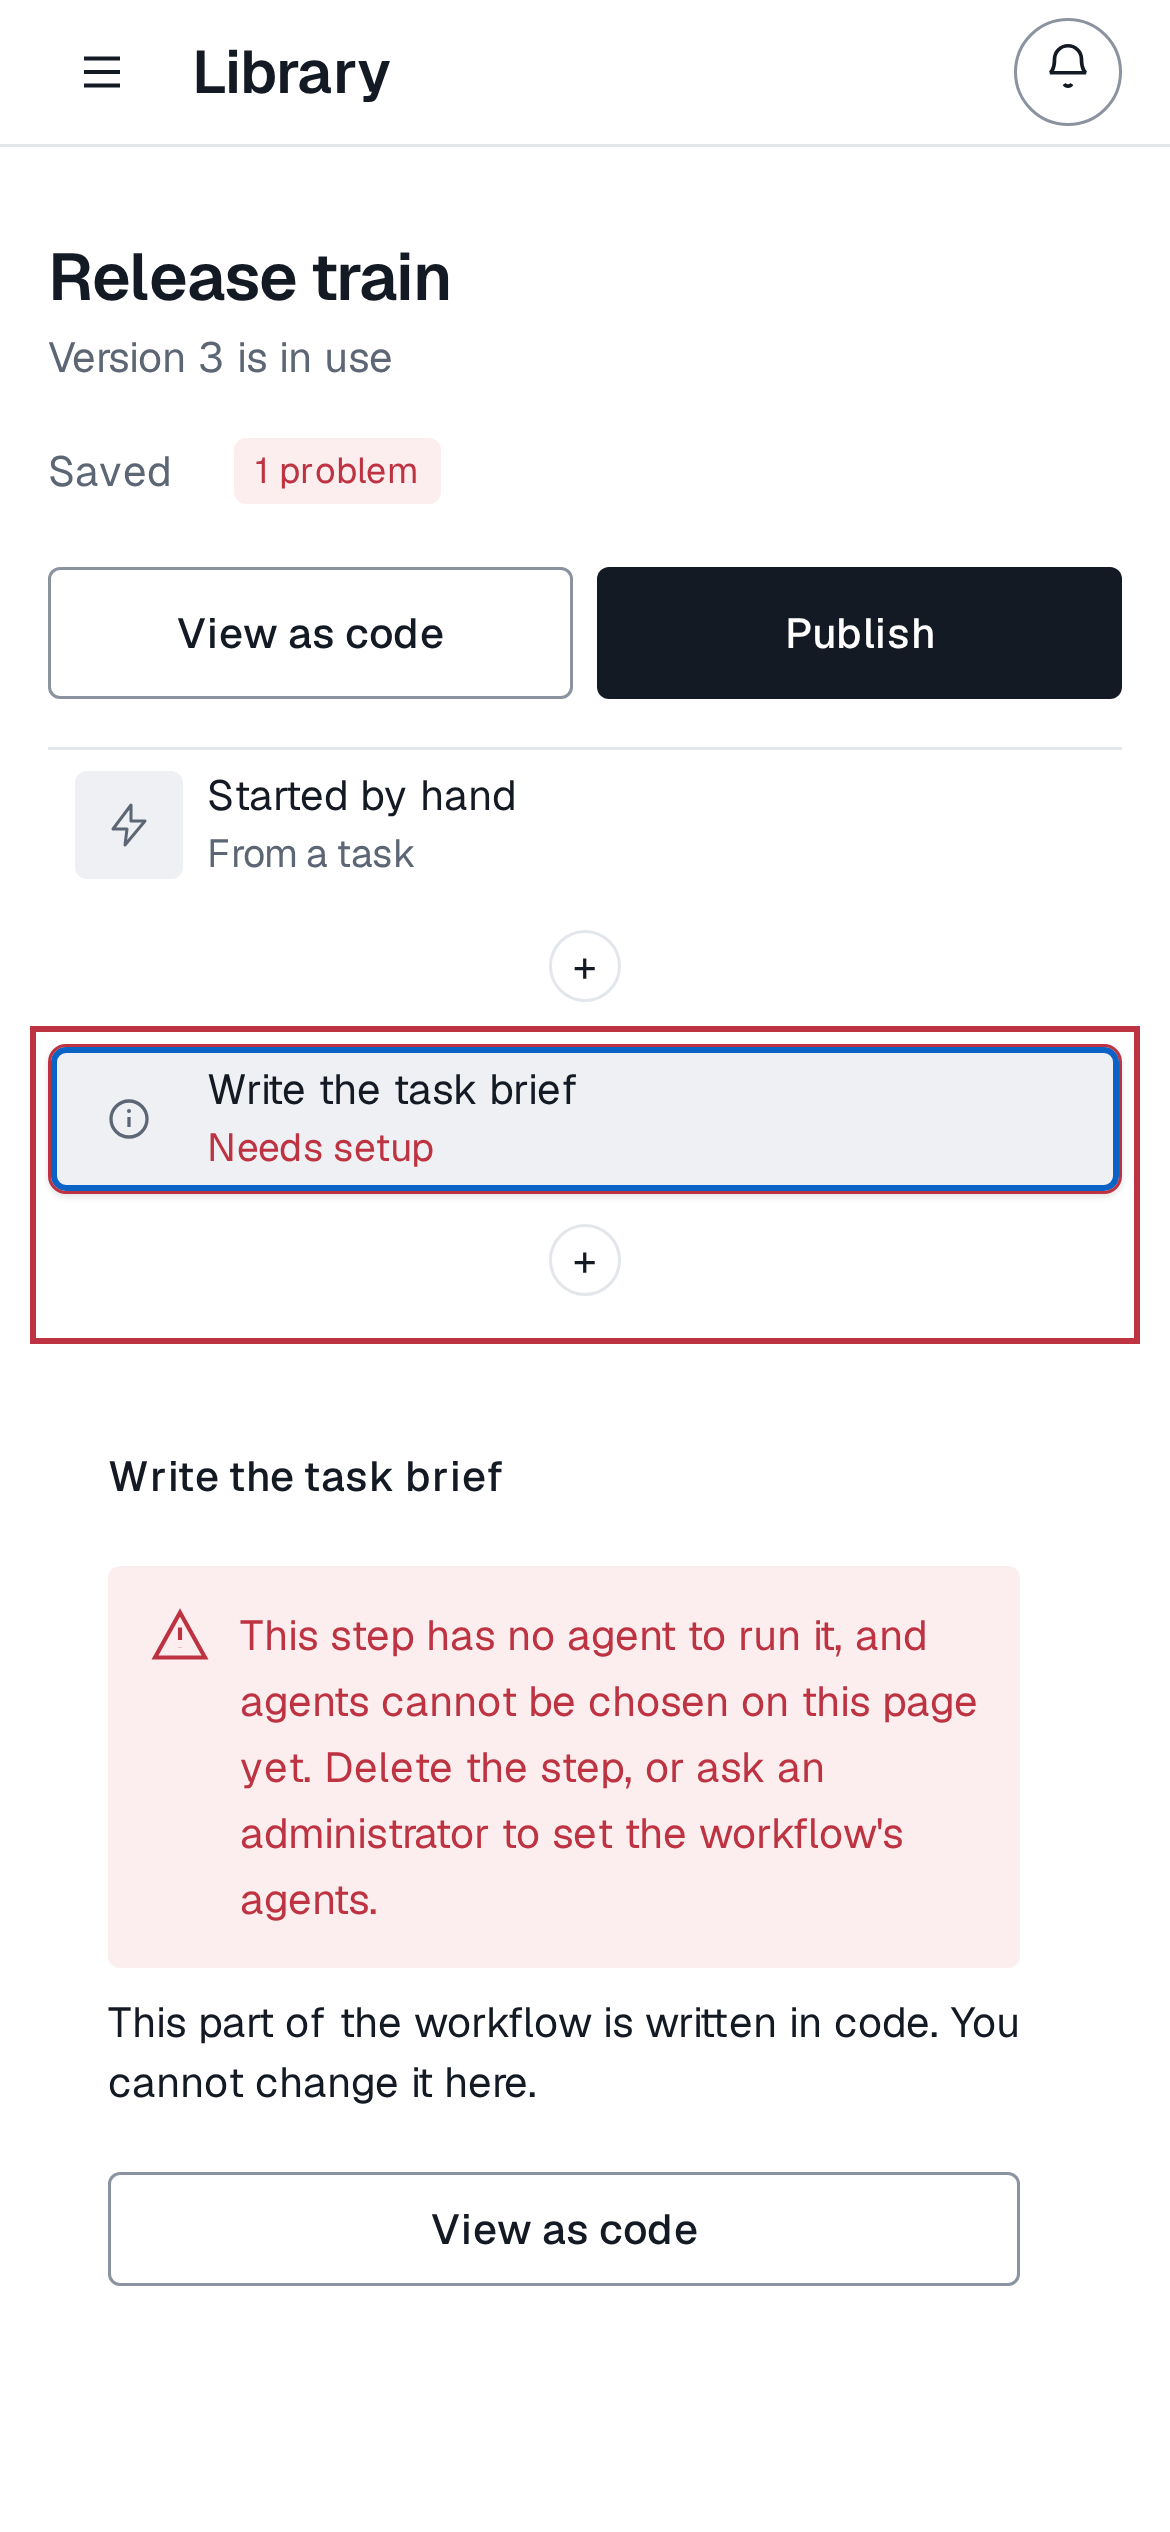 Library
Release train
Version 3 is in use
Saved
1 problem
View as code
Publish
Started by hand
From a task
+
Write the task brief
Needs setup
+
Write the task brief
This step has no agent to run it, and
agents cannot be chosen on this page
yet. Delete the step, or ask an
administrator to set the workflow's
agents.
This part of the workflow is written in code. You
cannot change it here.
View as code